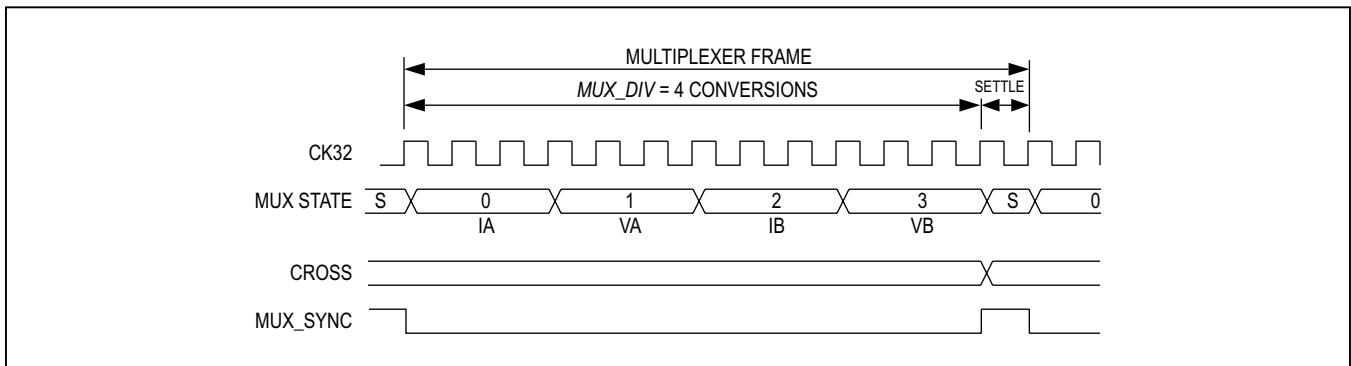 MULTIPLEXER FRAME
MUX_DIV = 4 CONVERSIONS SETTLE
CK32
MUX STATE S 0 1 2 3 S 0
IA VA IB VB
CROSS
MUX_SYNC